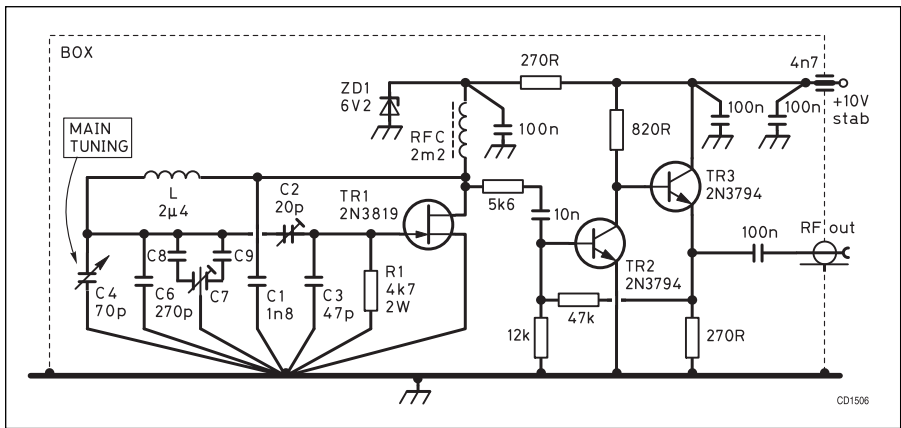 BOX
270R
4n7
ZD1
6V2
+10V
stab
100n
100n
100n
MAIN
TUNING
RFC
2m2
820R
TR3
2N3794
L
2µ4
C2
20p
TR1
2N3819
5k6
10n
100n
RF out
C8
C9
C7
R1
4k7
2W
TR2
2N3794
C4
70p
C6
270p
C1
1n8
C3
47p
12k
47k
270R
CD1506